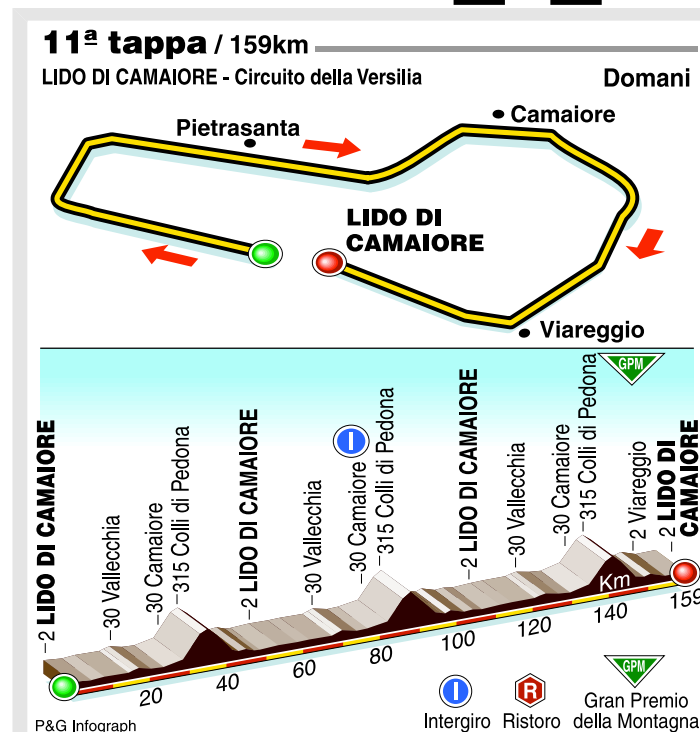 11ª tappa / 159km
LIDO DI CAMAIORE - Circuito della Versilia
Domani
Pietrasanta
Camaiore
LIDO DI
CAMAIORE
Viareggio
GPM
2 LIDO DI CAMAIORE
30 Vallecchia
30 Camaiore
315 Colli di Pedona
2 LIDO DI CAMAIORE
30 Vallecchia
I
30 Camaiore
315 Colli di Pedona
2 LIDO DI CAMAIORE
30 Vallecchia
30 Camaiore
315 Colli di Pedona
2 Viareggio
2 LIDO DI
CAMAIORE
Km
20
40
60
80
100
120
140
159
I
Intergiro
R
Ristoro
GPM
Gran Premio
della Montagna
P&G Infograph